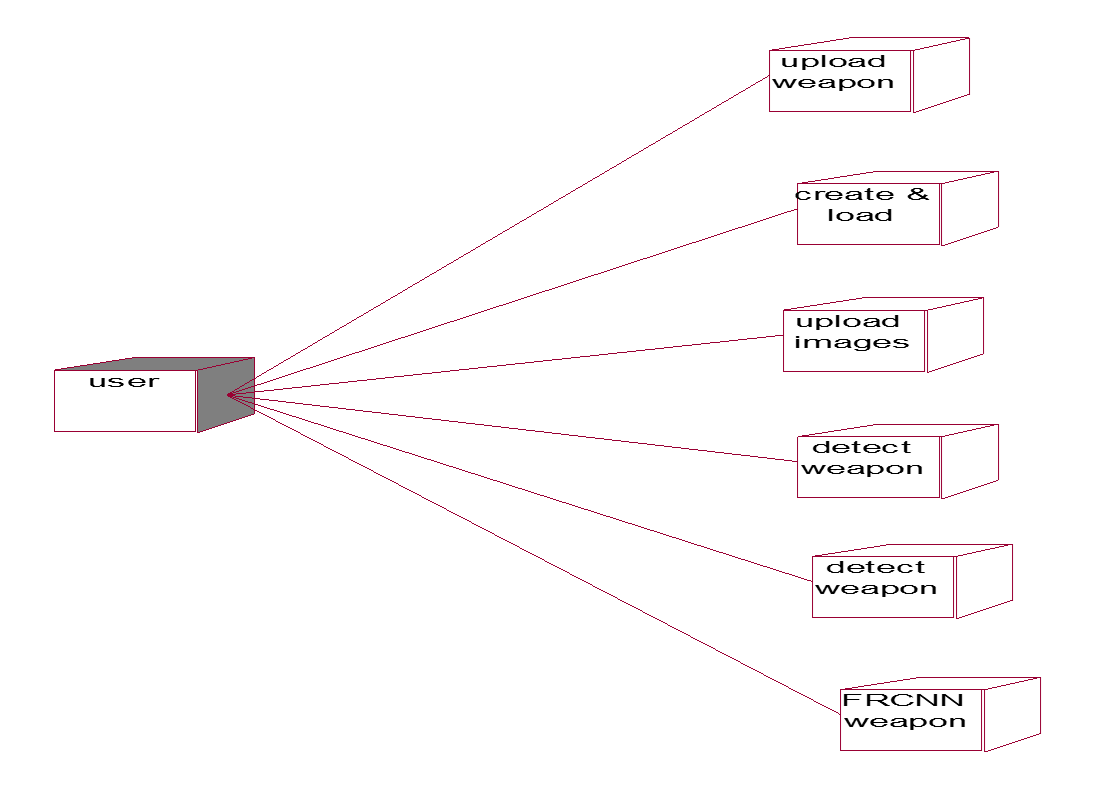 upload
weapon
create &
load
upload
images
user
detect
weapon
detect
weapon
FRCNN
weapon